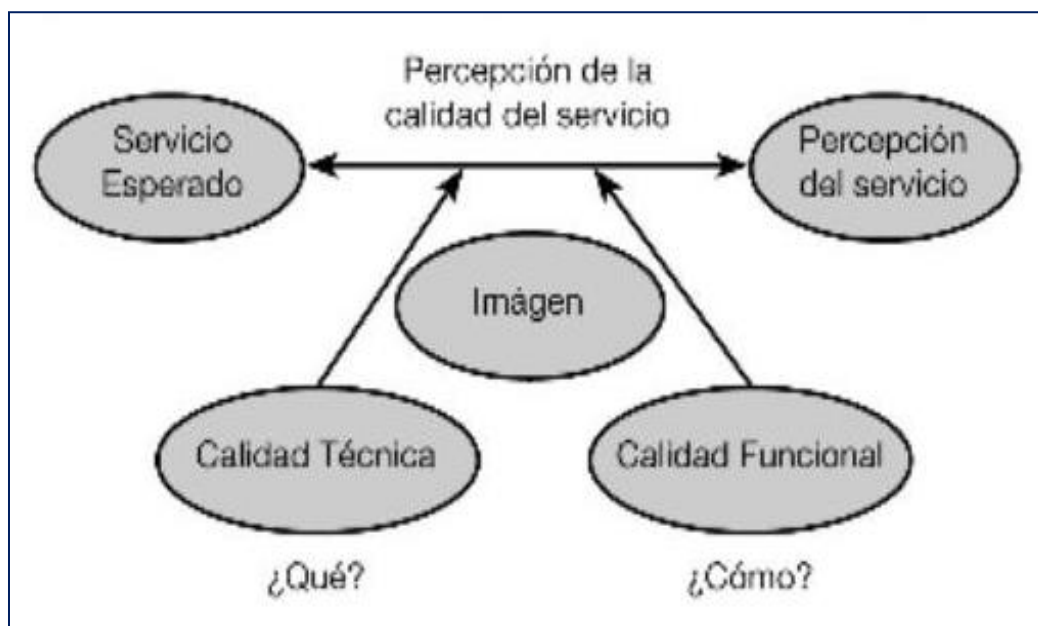 Percepción de la
calidad del servicio
Servicio
Esperado
Percepción
del servicio
Imágen
Calidad Técnica
Calidad Funcional
¿Qué?
¿Cómo?